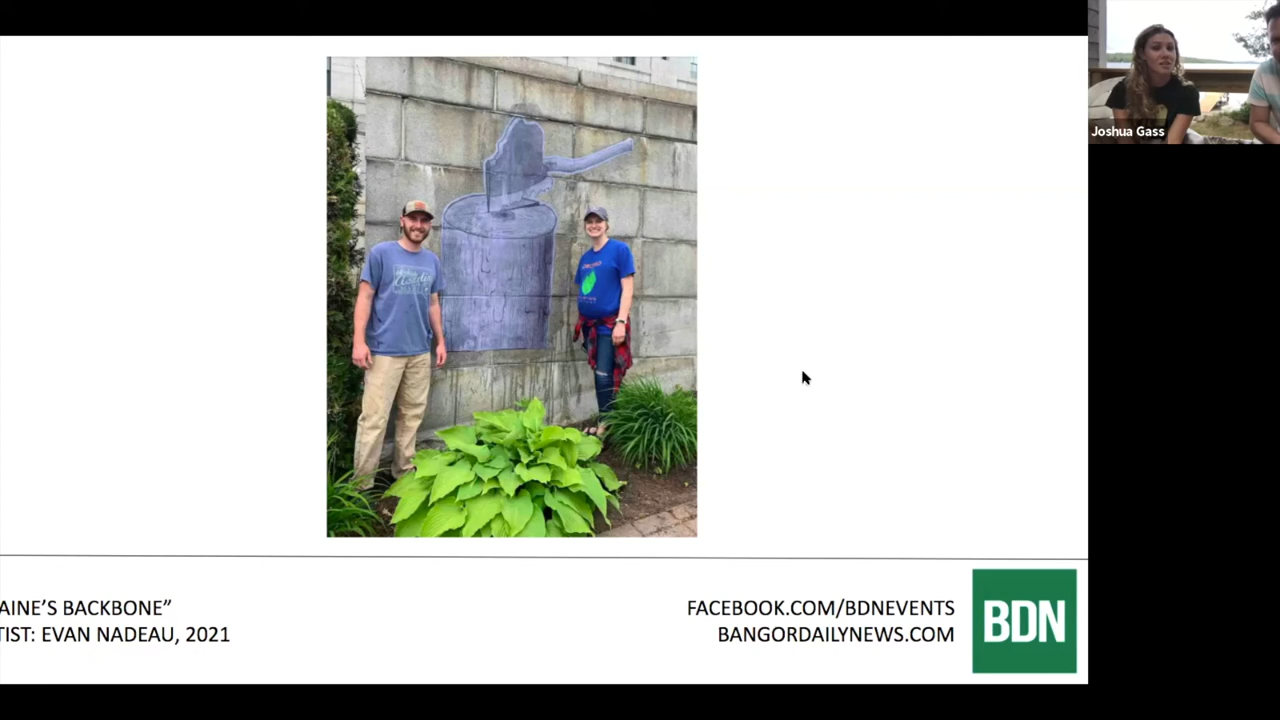 Joshua Gass
AINE'S BACKBONE”
TIST: EVAN NADEAU, 2021
FACEBOOK.COM/BDNEVENTS
BANGORDAILYNEWS.COM
BDN